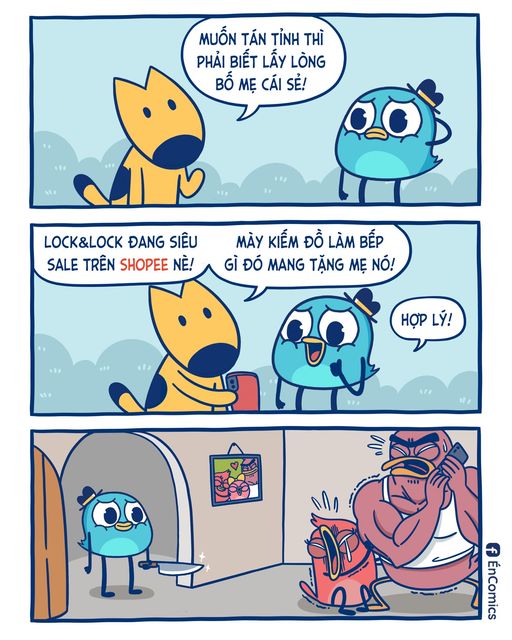 MUỐN TÁN TỈNH THÌ
PHẢI BIẾT LẤY LÒNG
BỐ MẸ CÁI SẺ!
LOCK&LOCK ĐANG SIÊU
SALE TRÊN SHOPEE NÈ!
MÀY KIẾM ĐỒ LÀM BẾP
GÌ ĐÓ MANG TẶNG MẸ NÓ!
HỢP LÝ!
ÉnComics